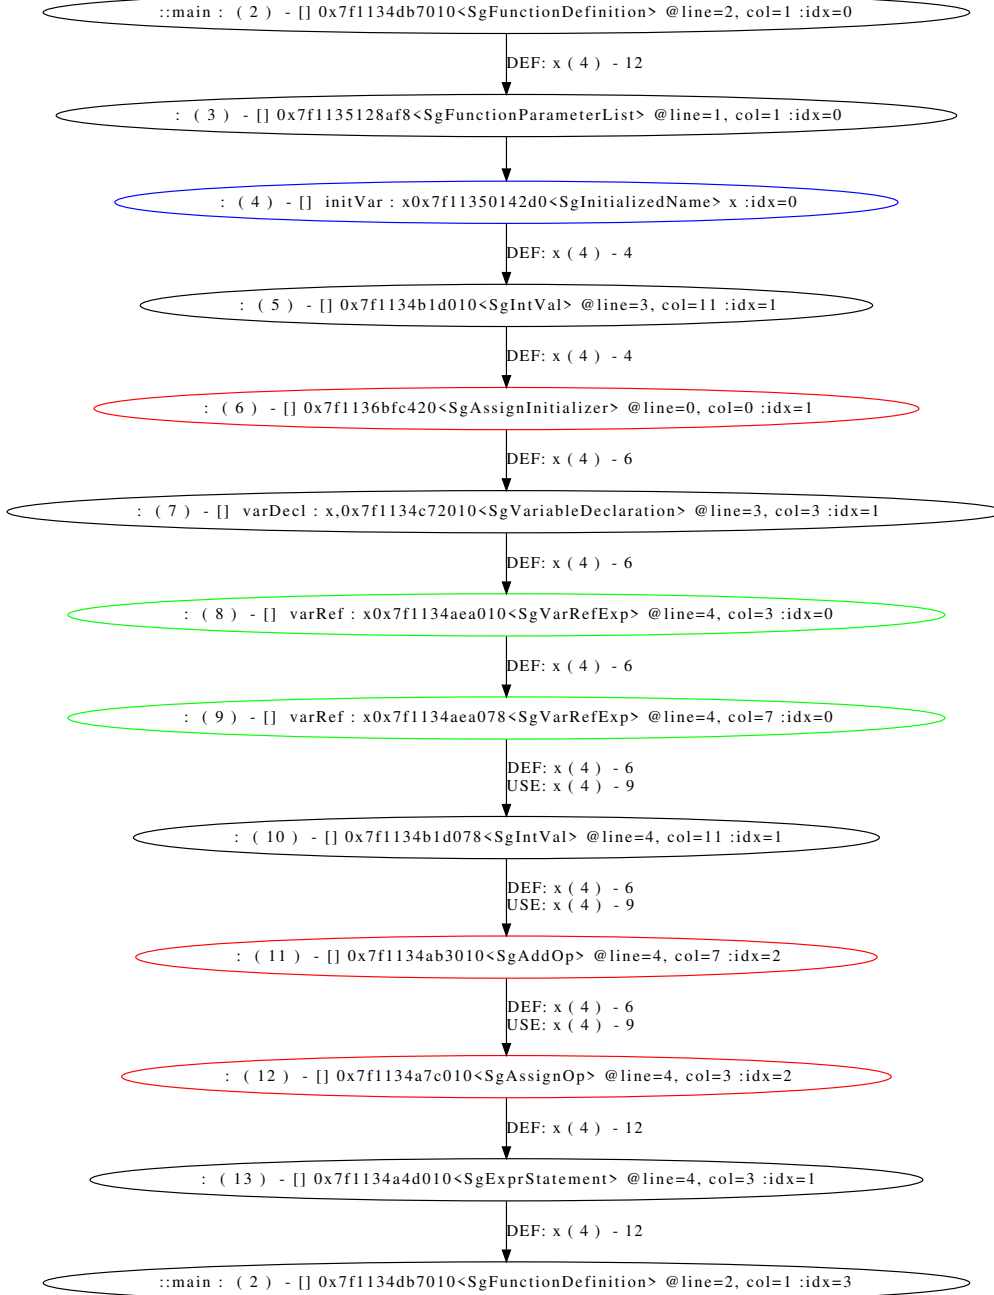 ::main : ( 2 ) - [] 0x7f1134db7010<SgFunctionDefinition> @line=2, col=1 :idx=0
DEF: x ( 4 ) - 12
: ( 3 ) - [] 0x7f1135128af8<SgFunctionParameterList> @line=1, col=1 :idx=0
: ( 4 ) - [] initVar : x0x7f11350142d0<SgInitializedName> x :idx=0
DEF: x ( 4 ) - 4
: ( 5 ) - [] 0x7f1134b1d010<SgIntVal> @line=3, col=11 :idx=1
DEF: x ( 4 ) - 4
: ( 6 ) - [] 0x7f1136bfc420<SgAssignInitializer> @line=0, col=0 :idx=1
DEF: x ( 4 ) - 6
: ( 7 ) - [] varDecl : x,0x7f1134c72010<SgVariableDeclaration> @line=3, col=3 :idx=1
DEF: x ( 4 ) - 6
: ( 8 ) - [] varRef : x0x7f1134aea010<SgVarRefExp> @line=4, col=3 :idx=0
DEF: x ( 4 ) - 6
: ( 9 ) - [] varRef : x0x7f1134aea078<SgVarRefExp> @line=4, col=7 :idx=0
DEF: x ( 4 ) - 6
USE: x ( 4 ) - 9
: ( 10 ) - [] 0x7f1134b1d078<SgIntVal> @line=4, col=11 :idx=1
DEF: x ( 4 ) - 6
USE: x ( 4 ) - 9
: ( 11 ) - [] 0x7f1134ab3010<SgAddOp> @line=4, col=7 :idx=2
DEF: x ( 4 ) - 6
USE: x ( 4 ) - 9
: ( 12 ) - [] 0x7f1134a7c010<SgAssignOp> @line=4, col=3 :idx=2
DEF: x ( 4 ) - 12
: ( 13 ) - [] 0x7f1134a4d010<SgExprStatement> @line=4, col=3 :idx=1
DEF: x ( 4 ) - 12
::main : ( 2 ) - [] 0x7f1134db7010<SgFunctionDefinition> @line=2, col=1 :idx=3